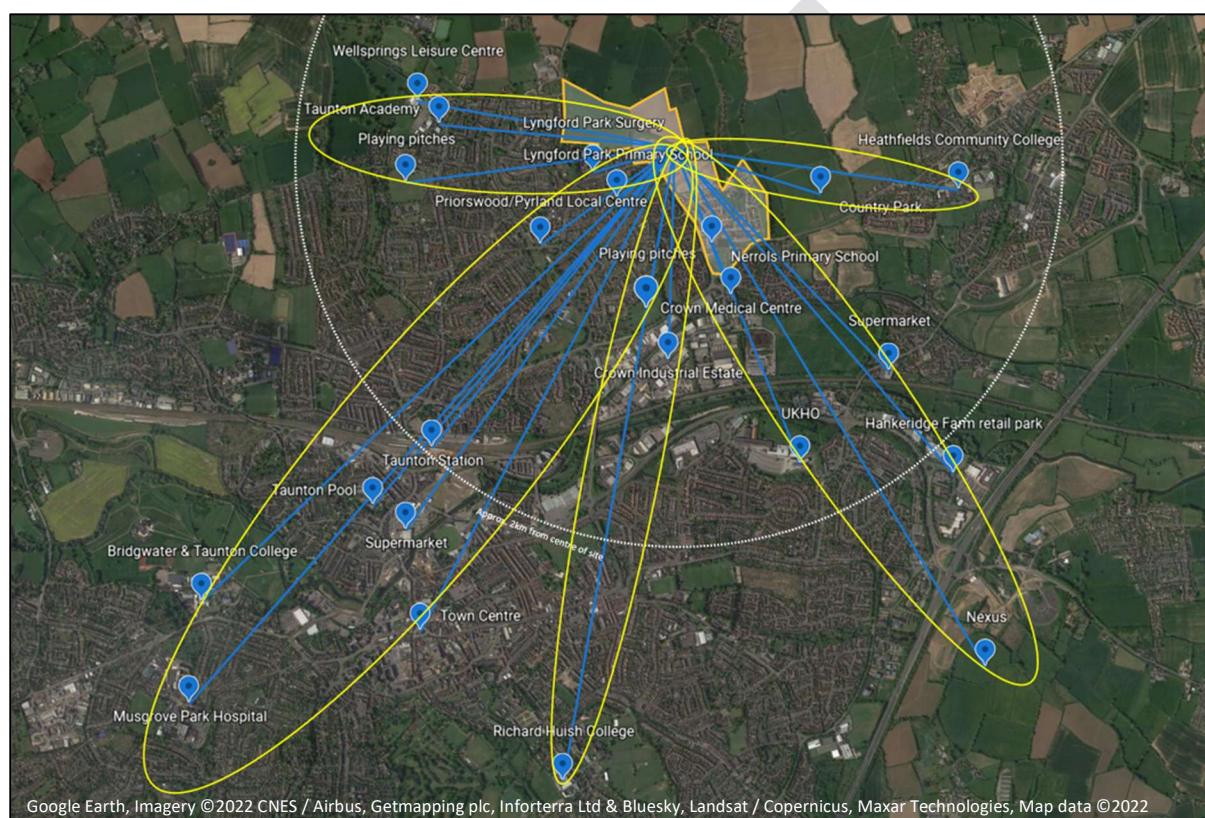 Wellsprings Leisure Centre
Taunton Academy
Lyngford Park Surgery
Playing pitches
Heathfields Community College
Lyngford Park Primary School
Priorswood/Pyrland Local Centre
Country Park
Playing pitches
Nerrols Primary School
Crown Medical Centre
Supermarket
Crown Industrial Estate
UKHO
Hankeridge Farm retail park
Taunton Station
Taunton Pool
Approx. 2km from centre of site
Supermarket
Bridgwater & Taunton College
Town Centre
Nexus
Musgrove Park Hospital
Richard Huish College
Google Earth, Imagery ©2022 CNES / Airbus, Getmapping plc, Infoterra Ltd & Bluesky, Landsat / Copernicus, Maxar Technologies, Map data ©2022